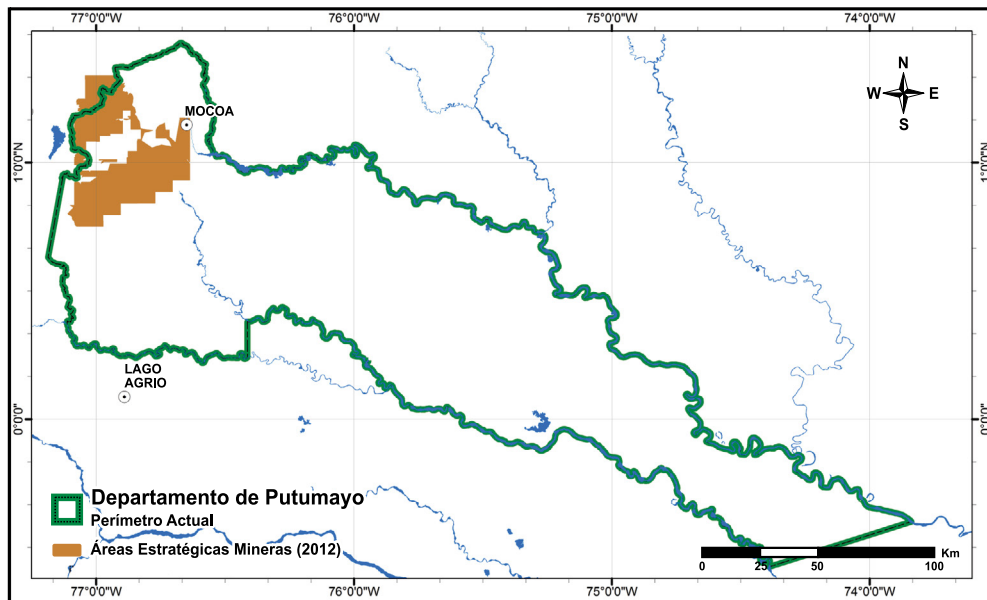 77°0'0"W 76°0'0"W 75°0'0"W 74°0'0"W
N
W E
S
MOCOA
1°0'0"N 1°0'0"N
LAGO
AGRIO
0°0'0" 0°0'0"
Departamento de Putumayo
Perímetro Actual
Áreas Estratégicas Mineras (2012)
Km
0 25 50 100
77°0'0"W 76°0'0"W 75°0'0"W 74°0'0"W